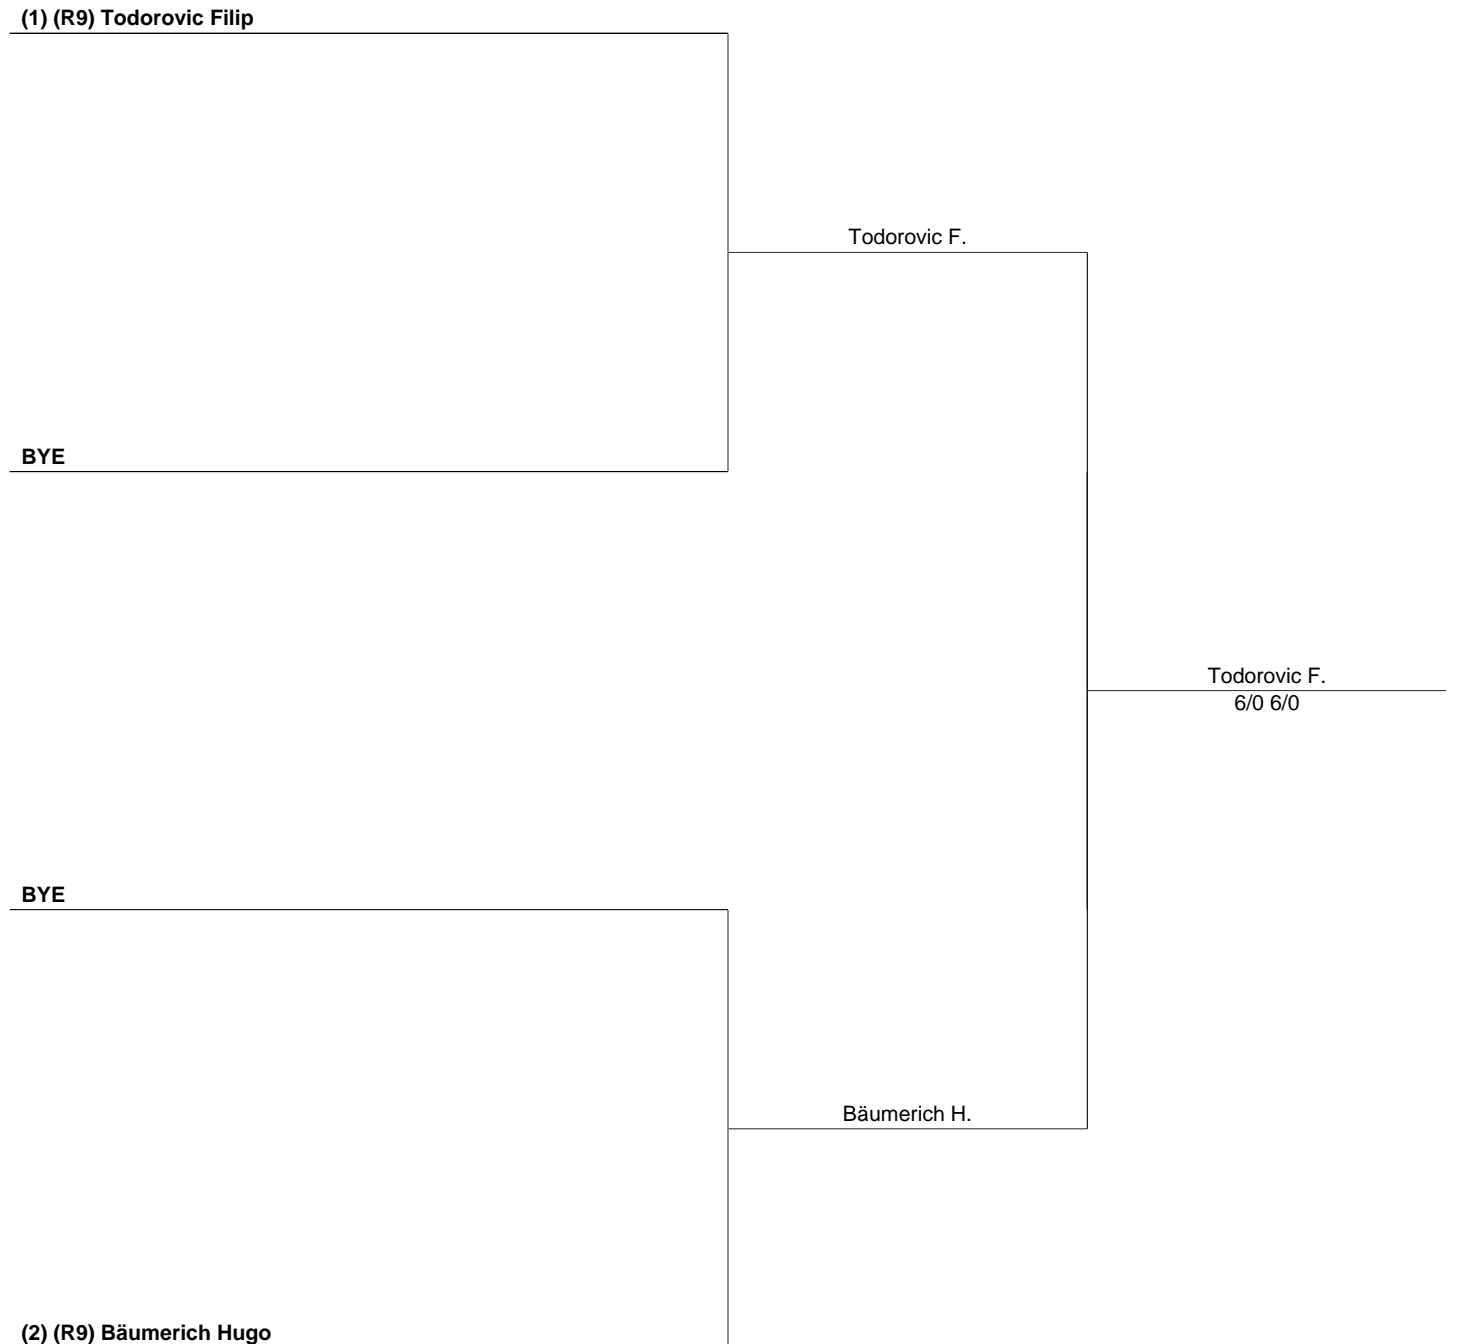 (1) (R9) Todorovic Filip
Todorovic F.
BYE
Todorovic F.
6/0 6/0
BYE
Bäumerich H.
(2) (R9) Bäumerich Hugo